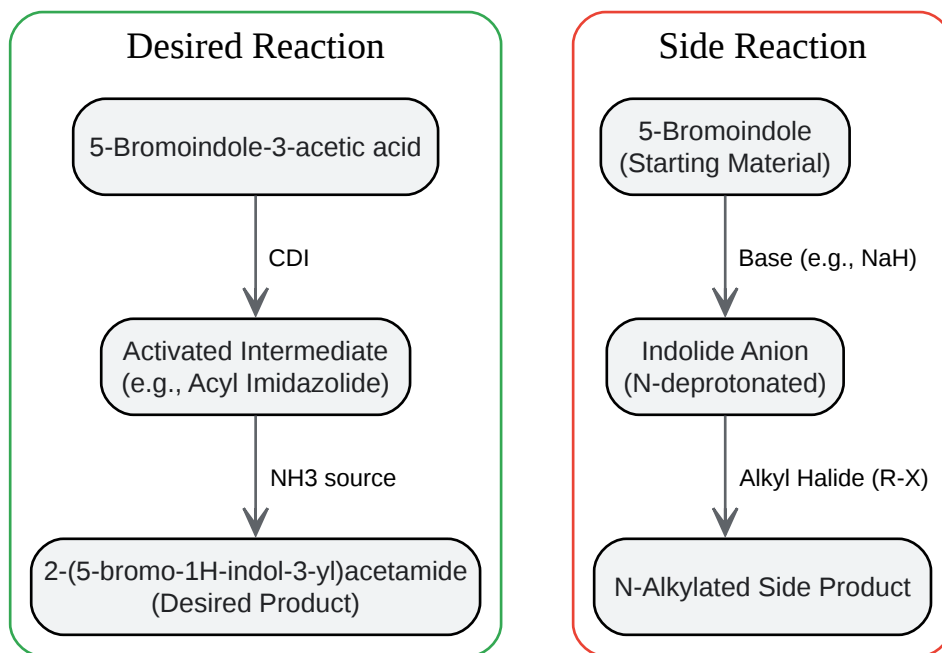 Desired Reaction
5-Bromoindole-3-acetic acid
CDI
Activated Intermediate
(e.g., Acyl Imidazolide)
NH3 source
2-(5-bromo-1H-indol-3-yl)acetamide
(Desired Product)
Side Reaction
5-Bromoindole
(Starting Material)
Base (e.g., NaH)
Indolide Anion
(N-deprotonated)
Alkyl Halide (R-X)
N-Alkylated Side Product